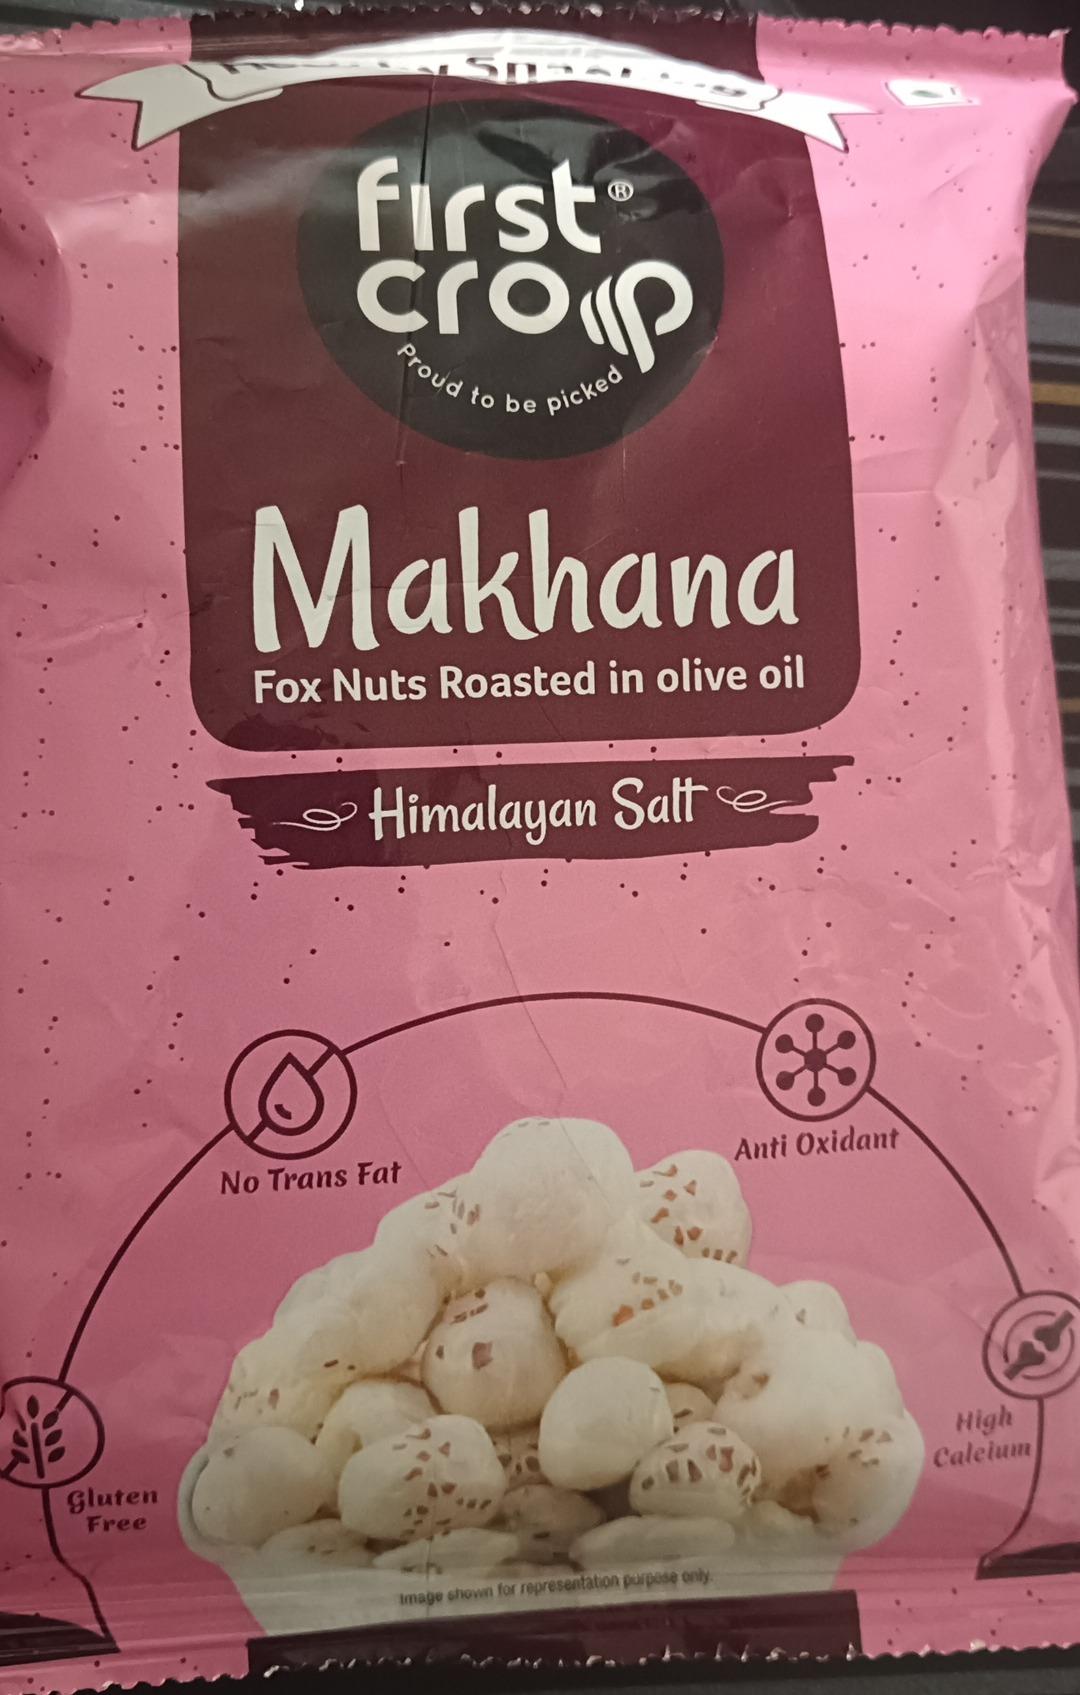 first®
crop
Proud to be picked
Makhana
Fox Nuts Roasted in olive oil
Himalayan Salt
No Trans Fat
Anti Oxidant
High
Calcium
Gluten
Free
Image shown for representation purpose only.